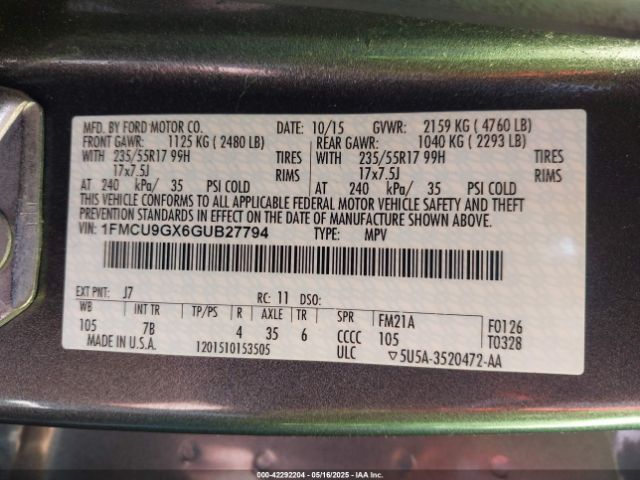 MFD. BY FORD MOTOR CO. DATE: 10/15 GVWR: 2159 KG ( 4760 LB)
FRONT GAWR: 1125 KG ( 2480 LB) REAR GAWR: 1040 KG ( 2293 LB)
WITH 235/55R17 99H TIRES WITH 235/55R17 99H TIRES
17x7.5J RIMS 17x7.5J RIMS
AT 240 kPa/ 35 PSI COLD AT 240 kPa/ 35 PSI COLD
THIS VEHICLE CONFORMS TO ALL APPLICABLE FEDERAL MOTOR VEHICLE SAFETY AND THEFT
PREVENTION STANDARDS IN EFFECT ON THE DATE OF MANUFACTURE SHOWN ABOVE.
VIN: 1FMCU9GX6GUB27794 TYPE: MPV
EXT PNT: J7 RC: 11 DSO:
WB INT TR TP/PS R AXLE TR SPR FM21A F0126
105 7B 4 35 6 CCCC 105 T0328
MADE IN U.S.A. 1201510153505 ULC ▽5U5A-3520472-AA
000-42292204 - 05/16/2025 - IAA Inc.